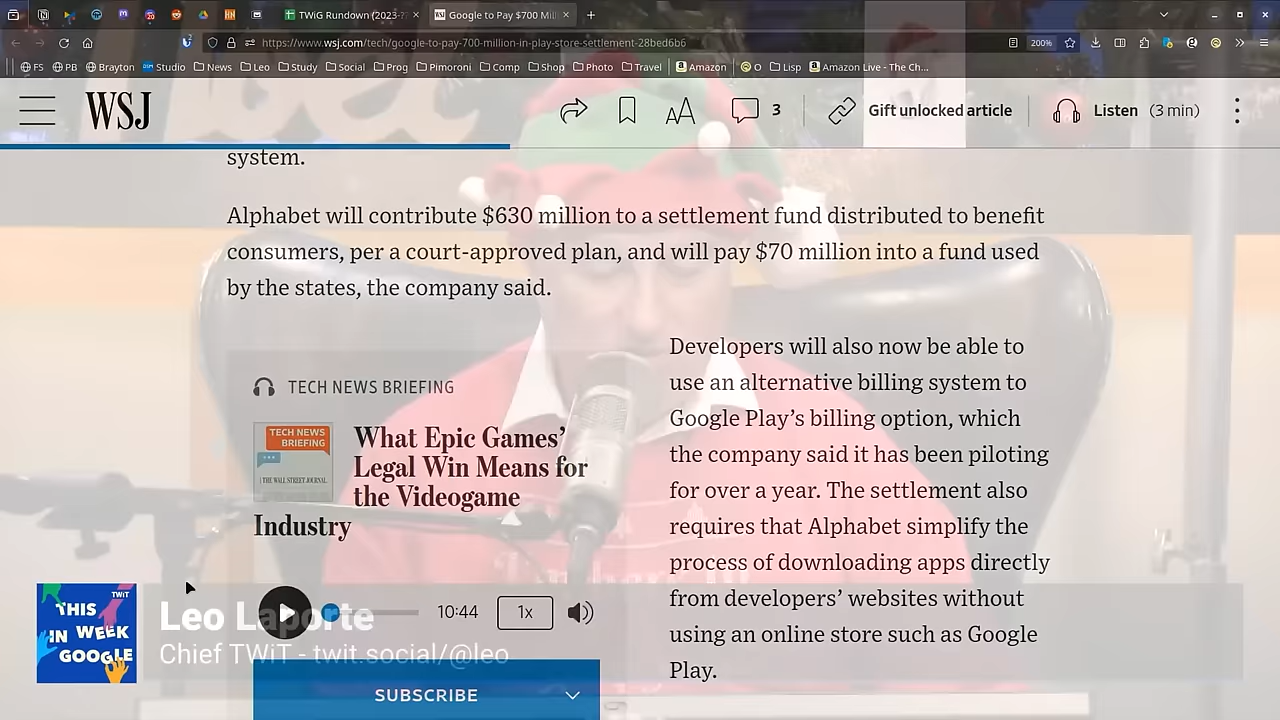 TWiG Rundown (2023-??
Google to Pay $700 Mill
https://www.wsj.com/tech/google-to-pay-700-million-in-play-store-settlement-28bed6b6
200%
FS
PB
Brayton
Studio
News
Leo
Study
Social
Prog
Pimoroni
Comp
Shop
Photo
Travel
Amazon
O
Lisp
Amazon Live - The Ch...
WSJ
AA
3
Gift unlocked article
Listen (3 min)
system.
Alphabet will contribute $630 million to a settlement fund distributed to benefit
consumers, per a court-approved plan, and will pay $70 million into a fund used
by the states, the company said.
TECH NEWS BRIEFING
TECH NEWS
BRIEFING
THE WALL STREET JOURNAL
What Epic Games’
Legal Win Means for
the Videogame
Industry
10:44
1x
SUBSCRIBE
Developers will also now be able to
use an alternative billing system to
Google Play’s billing option, which
the company said it has been piloting
for over a year. The settlement also
requires that Alphabet simplify the
process of downloading apps directly
from developers’ websites without
using an online store such as Google
Play.
TWiT
THIS
IN WEEK
GOOGLE
Leo Laporte
Chief TWiT - twit.social/@leo